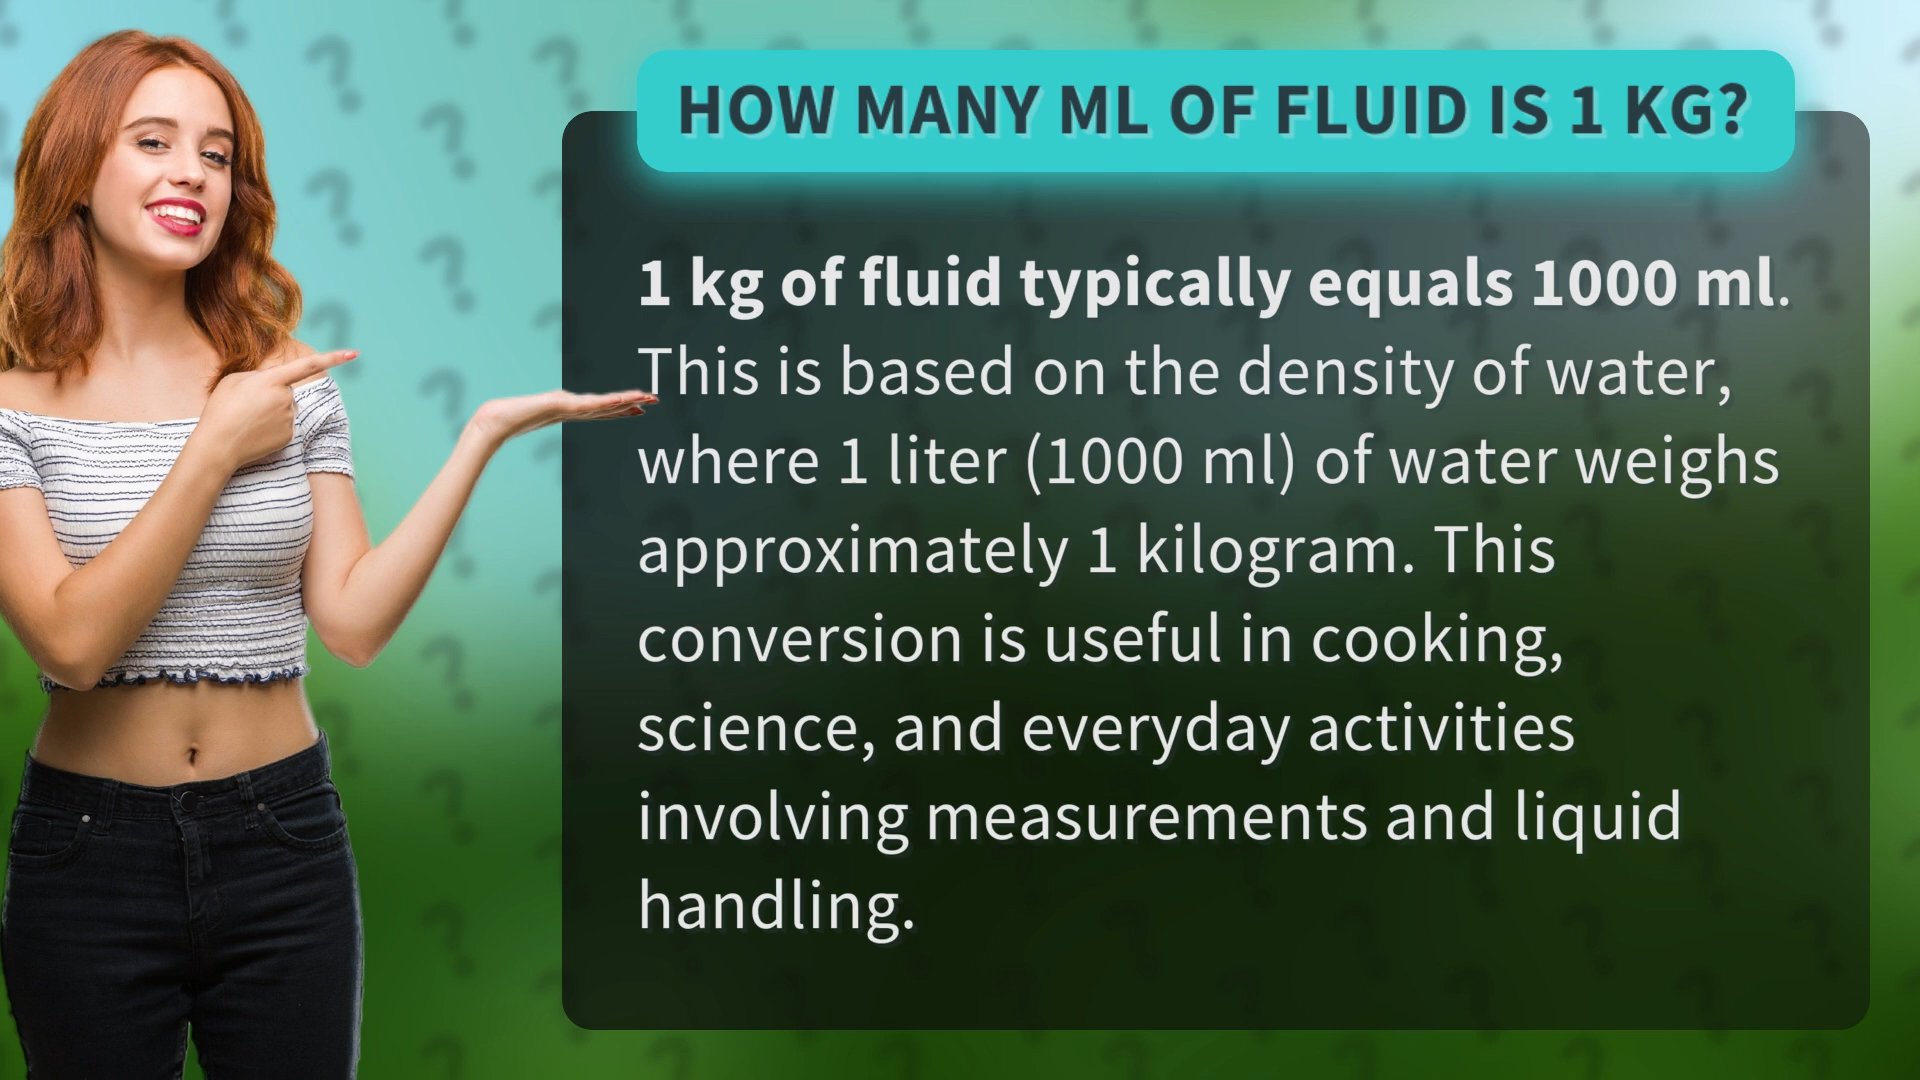 HOW MANY ML OF FLUID IS 1 KG?
1 kg of fluid typically equals 1000 ml.
This is based on the density of water,
where 1 liter (1000 ml) of water weighs
approximately 1 kilogram. This
conversion is useful in cooking,
science, and everyday activities
involving measurements and liquid
handling.